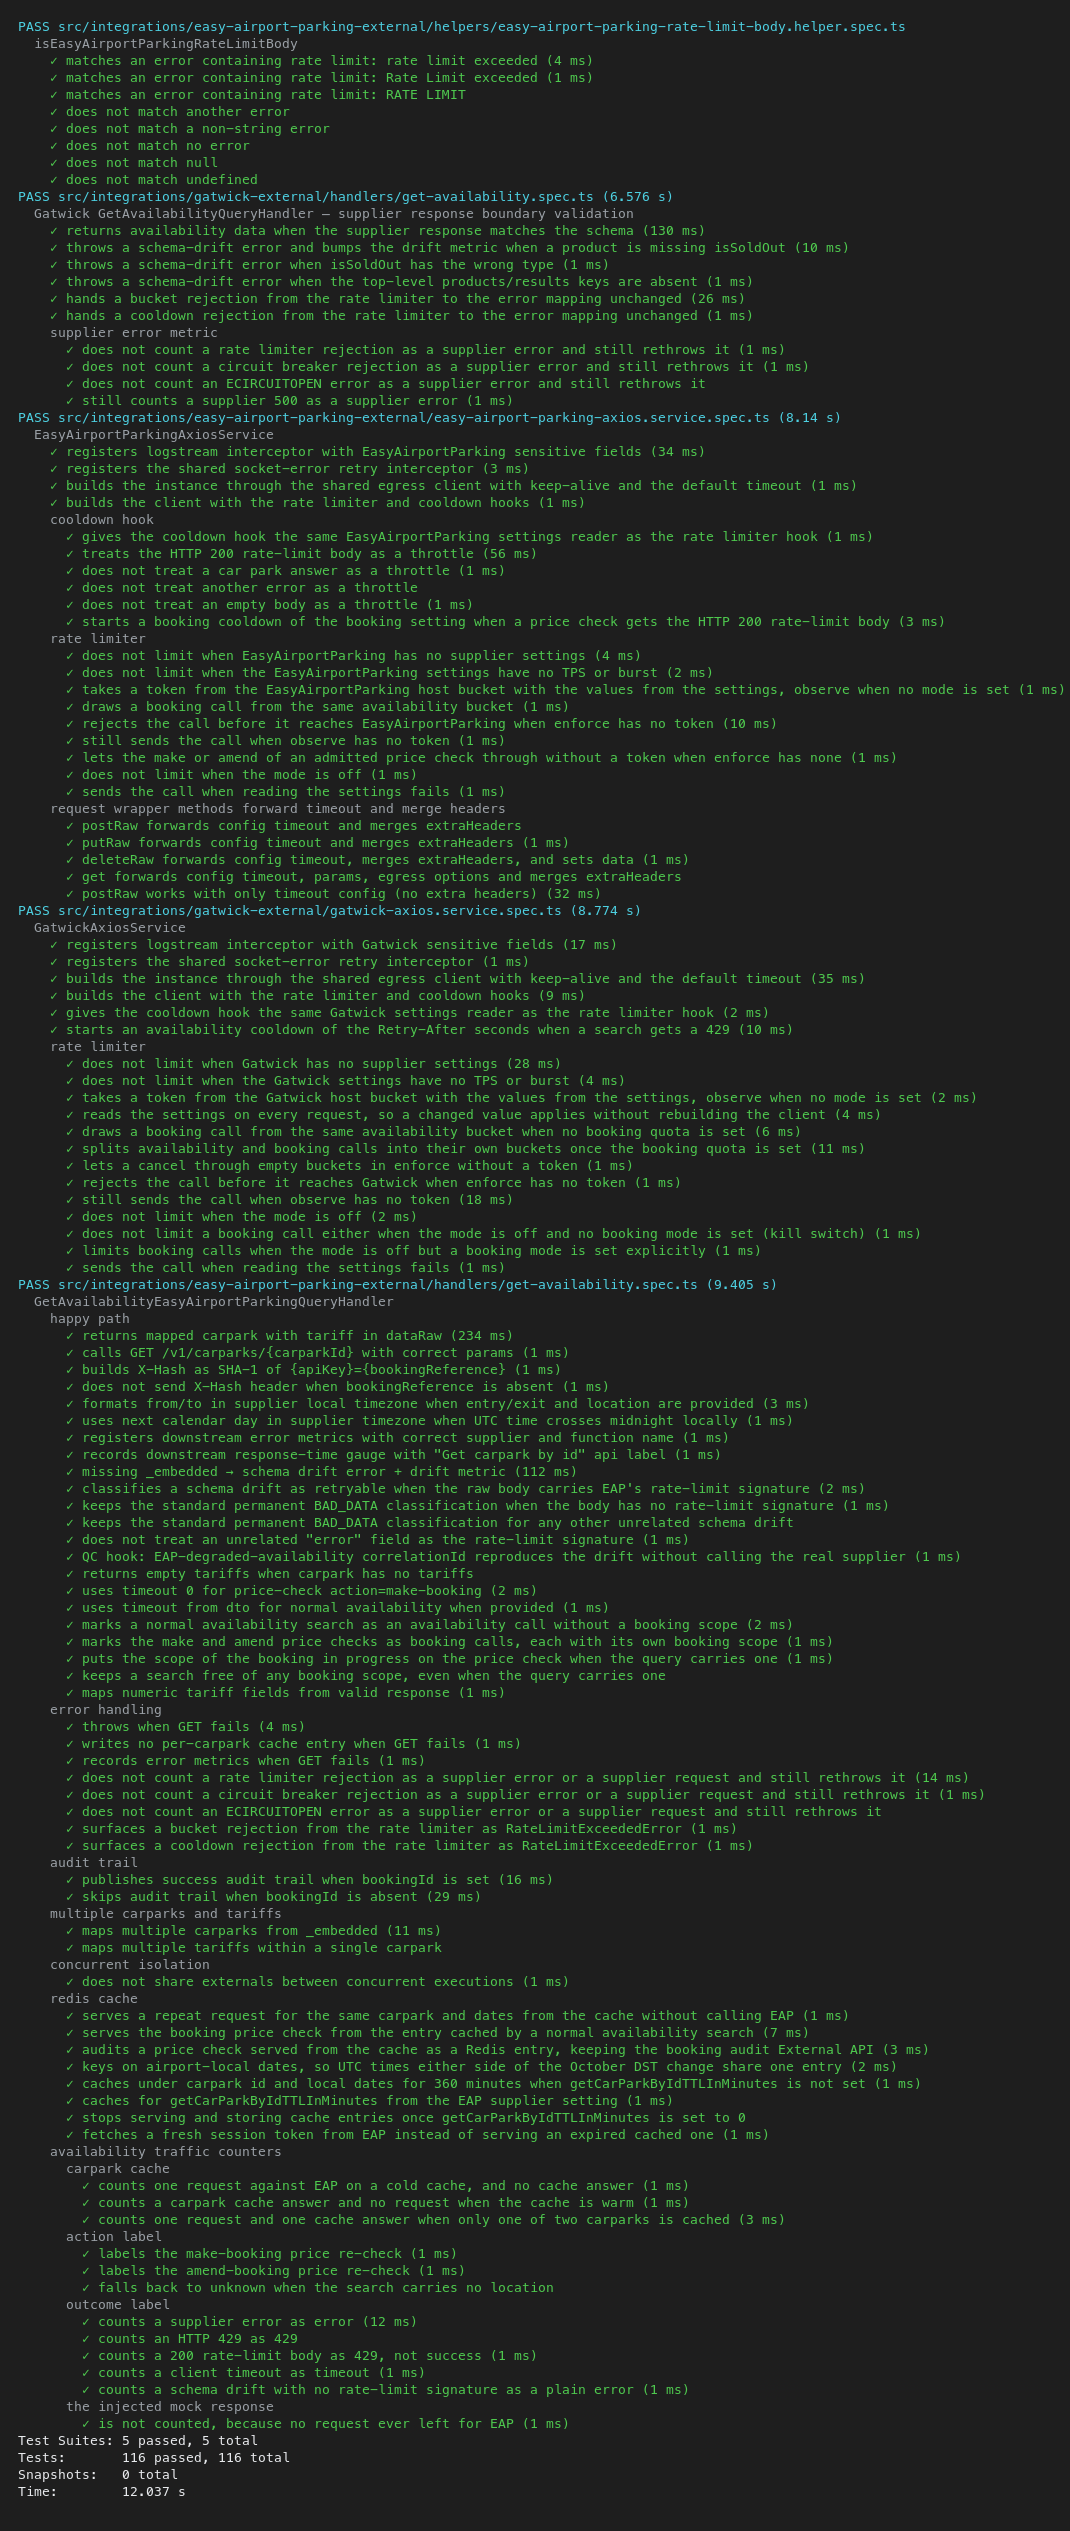 PASS src/integrations/easy-airport-parking-external/helpers/easy-airport-parking-rate-limit-body.helper.spec.ts
isEasyAirportParkingRateLimitBody
✓ matches an error containing rate limit: rate limit exceeded (4 ms)
✓ matches an error containing rate limit: Rate Limit exceeded (1 ms)
✓ matches an error containing rate limit: RATE LIMIT
✓ does not match another error
✓ does not match a non-string error
✓ does not match no error
✓ does not match null
✓ does not match undefined
PASS src/integrations/gatwick-external/handlers/get-availability.spec.ts (6.576 s)
Gatwick GetAvailabilityQueryHandler — supplier response boundary validation
✓ returns availability data when the supplier response matches the schema (130 ms)
✓ throws a schema-drift error and bumps the drift metric when a product is missing isSoldOut (10 ms)
✓ throws a schema-drift error when isSoldOut has the wrong type (1 ms)
✓ throws a schema-drift error when the top-level products/results keys are absent (1 ms)
✓ hands a bucket rejection from the rate limiter to the error mapping unchanged (26 ms)
✓ hands a cooldown rejection from the rate limiter to the error mapping unchanged (1 ms)
supplier error metric
✓ does not count a rate limiter rejection as a supplier error and still rethrows it (1 ms)
✓ does not count a circuit breaker rejection as a supplier error and still rethrows it (1 ms)
✓ does not count an ECIRCUITOPEN error as a supplier error and still rethrows it
✓ still counts a supplier 500 as a supplier error (1 ms)
PASS src/integrations/easy-airport-parking-external/easy-airport-parking-axios.service.spec.ts (8.14 s)
EasyAirportParkingAxiosService
✓ registers logstream interceptor with EasyAirportParking sensitive fields (34 ms)
✓ registers the shared socket-error retry interceptor (3 ms)
✓ builds the instance through the shared egress client with keep-alive and the default timeout (1 ms)
✓ builds the client with the rate limiter and cooldown hooks (1 ms)
cooldown hook
✓ gives the cooldown hook the same EasyAirportParking settings reader as the rate limiter hook (1 ms)
✓ treats the HTTP 200 rate-limit body as a throttle (56 ms)
✓ does not treat a car park answer as a throttle (1 ms)
✓ does not treat another error as a throttle
✓ does not treat an empty body as a throttle (1 ms)
✓ starts a booking cooldown of the booking setting when a price check gets the HTTP 200 rate-limit body (3 ms)
rate limiter
✓ does not limit when EasyAirportParking has no supplier settings (4 ms)
✓ does not limit when the EasyAirportParking settings have no TPS or burst (2 ms)
✓ takes a token from the EasyAirportParking host bucket with the values from the settings, observe when no mode is set (1 ms)
✓ draws a booking call from the same availability bucket (1 ms)
✓ rejects the call before it reaches EasyAirportParking when enforce has no token (10 ms)
✓ still sends the call when observe has no token (1 ms)
✓ lets the make or amend of an admitted price check through without a token when enforce has none (1 ms)
✓ does not limit when the mode is off (1 ms)
✓ sends the call when reading the settings fails (1 ms)
request wrapper methods forward timeout and merge headers
✓ postRaw forwards config timeout and merges extraHeaders
✓ putRaw forwards config timeout and merges extraHeaders (1 ms)
✓ deleteRaw forwards config timeout, merges extraHeaders, and sets data (1 ms)
✓ get forwards config timeout, params, egress options and merges extraHeaders
✓ postRaw works with only timeout config (no extra headers) (32 ms)
PASS src/integrations/gatwick-external/gatwick-axios.service.spec.ts (8.774 s)
GatwickAxiosService
✓ registers logstream interceptor with Gatwick sensitive fields (17 ms)
✓ registers the shared socket-error retry interceptor (1 ms)
✓ builds the instance through the shared egress client with keep-alive and the default timeout (35 ms)
✓ builds the client with the rate limiter and cooldown hooks (9 ms)
✓ gives the cooldown hook the same Gatwick settings reader as the rate limiter hook (2 ms)
✓ starts an availability cooldown of the Retry-After seconds when a search gets a 429 (10 ms)
rate limiter
✓ does not limit when Gatwick has no supplier settings (28 ms)
✓ does not limit when the Gatwick settings have no TPS or burst (4 ms)
✓ takes a token from the Gatwick host bucket with the values from the settings, observe when no mode is set (2 ms)
✓ reads the settings on every request, so a changed value applies without rebuilding the client (4 ms)
✓ draws a booking call from the same availability bucket when no booking quota is set (6 ms)
✓ splits availability and booking calls into their own buckets once the booking quota is set (11 ms)
✓ lets a cancel through empty buckets in enforce without a token (1 ms)
✓ rejects the call before it reaches Gatwick when enforce has no token (1 ms)
✓ still sends the call when observe has no token (18 ms)
✓ does not limit when the mode is off (2 ms)
✓ does not limit a booking call either when the mode is off and no booking mode is set (kill switch) (1 ms)
✓ limits booking calls when the mode is off but a booking mode is set explicitly (1 ms)
✓ sends the call when reading the settings fails (1 ms)
PASS src/integrations/easy-airport-parking-external/handlers/get-availability.spec.ts (9.405 s)
GetAvailabilityEasyAirportParkingQueryHandler
happy path
✓ returns mapped carpark with tariff in dataRaw (234 ms)
✓ calls GET /v1/carparks/{carparkId} with correct params (1 ms)
✓ builds X-Hash as SHA-1 of {apiKey}={bookingReference} (1 ms)
✓ does not send X-Hash header when bookingReference is absent (1 ms)
✓ formats from/to in supplier local timezone when entry/exit and location are provided (3 ms)
✓ uses next calendar day in supplier timezone when UTC time crosses midnight locally (1 ms)
✓ registers downstream error metrics with correct supplier and function name (1 ms)
✓ records downstream response-time gauge with "Get carpark by id" api label (1 ms)
✓ missing _embedded → schema drift error + drift metric (112 ms)
✓ classifies a schema drift as retryable when the raw body carries EAP's rate-limit signature (2 ms)
✓ keeps the standard permanent BAD_DATA classification when the body has no rate-limit signature (1 ms)
✓ keeps the standard permanent BAD_DATA classification for any other unrelated schema drift
✓ does not treat an unrelated "error" field as the rate-limit signature (1 ms)
✓ QC hook: EAP-degraded-availability correlationId reproduces the drift without calling the real supplier (1 ms)
✓ returns empty tariffs when carpark has no tariffs
✓ uses timeout 0 for price-check action=make-booking (2 ms)
✓ uses timeout from dto for normal availability when provided (1 ms)
✓ marks a normal availability search as an availability call without a booking scope (2 ms)
✓ marks the make and amend price checks as booking calls, each with its own booking scope (1 ms)
✓ puts the scope of the booking in progress on the price check when the query carries one (1 ms)
✓ keeps a search free of any booking scope, even when the query carries one
✓ maps numeric tariff fields from valid response (1 ms)
error handling
✓ throws when GET fails (4 ms)
✓ writes no per-carpark cache entry when GET fails (1 ms)
✓ records error metrics when GET fails (1 ms)
✓ does not count a rate limiter rejection as a supplier error or a supplier request and still rethrows it (14 ms)
✓ does not count a circuit breaker rejection as a supplier error or a supplier request and still rethrows it (1 ms)
✓ does not count an ECIRCUITOPEN error as a supplier error or a supplier request and still rethrows it
✓ surfaces a bucket rejection from the rate limiter as RateLimitExceededError (1 ms)
✓ surfaces a cooldown rejection from the rate limiter as RateLimitExceededError (1 ms)
audit trail
✓ publishes success audit trail when bookingId is set (16 ms)
✓ skips audit trail when bookingId is absent (29 ms)
multiple carparks and tariffs
✓ maps multiple carparks from _embedded (11 ms)
✓ maps multiple tariffs within a single carpark
concurrent isolation
✓ does not share externals between concurrent executions (1 ms)
redis cache
✓ serves a repeat request for the same carpark and dates from the cache without calling EAP (1 ms)
✓ serves the booking price check from the entry cached by a normal availability search (7 ms)
✓ audits a price check served from the cache as a Redis entry, keeping the booking audit External API (3 ms)
✓ keys on airport-local dates, so UTC times either side of the October DST change share one entry (2 ms)
✓ caches under carpark id and local dates for 360 minutes when getCarParkByIdTTLInMinutes is not set (1 ms)
✓ caches for getCarParkByIdTTLInMinutes from the EAP supplier setting (1 ms)
✓ stops serving and storing cache entries once getCarParkByIdTTLInMinutes is set to 0
✓ fetches a fresh session token from EAP instead of serving an expired cached one (1 ms)
availability traffic counters
carpark cache
✓ counts one request against EAP on a cold cache, and no cache answer (1 ms)
✓ counts a carpark cache answer and no request when the cache is warm (1 ms)
✓ counts one request and one cache answer when only one of two carparks is cached (3 ms)
action label
✓ labels the make-booking price re-check (1 ms)
✓ labels the amend-booking price re-check (1 ms)
✓ falls back to unknown when the search carries no location
outcome label
✓ counts a supplier error as error (12 ms)
✓ counts an HTTP 429 as 429
✓ counts a 200 rate-limit body as 429, not success (1 ms)
✓ counts a client timeout as timeout (1 ms)
✓ counts a schema drift with no rate-limit signature as a plain error (1 ms)
the injected mock response
✓ is not counted, because no request ever left for EAP (1 ms)
Test Suites: 5 passed, 5 total
Tests:       116 passed, 116 total
Snapshots:   0 total
Time:        12.037 s